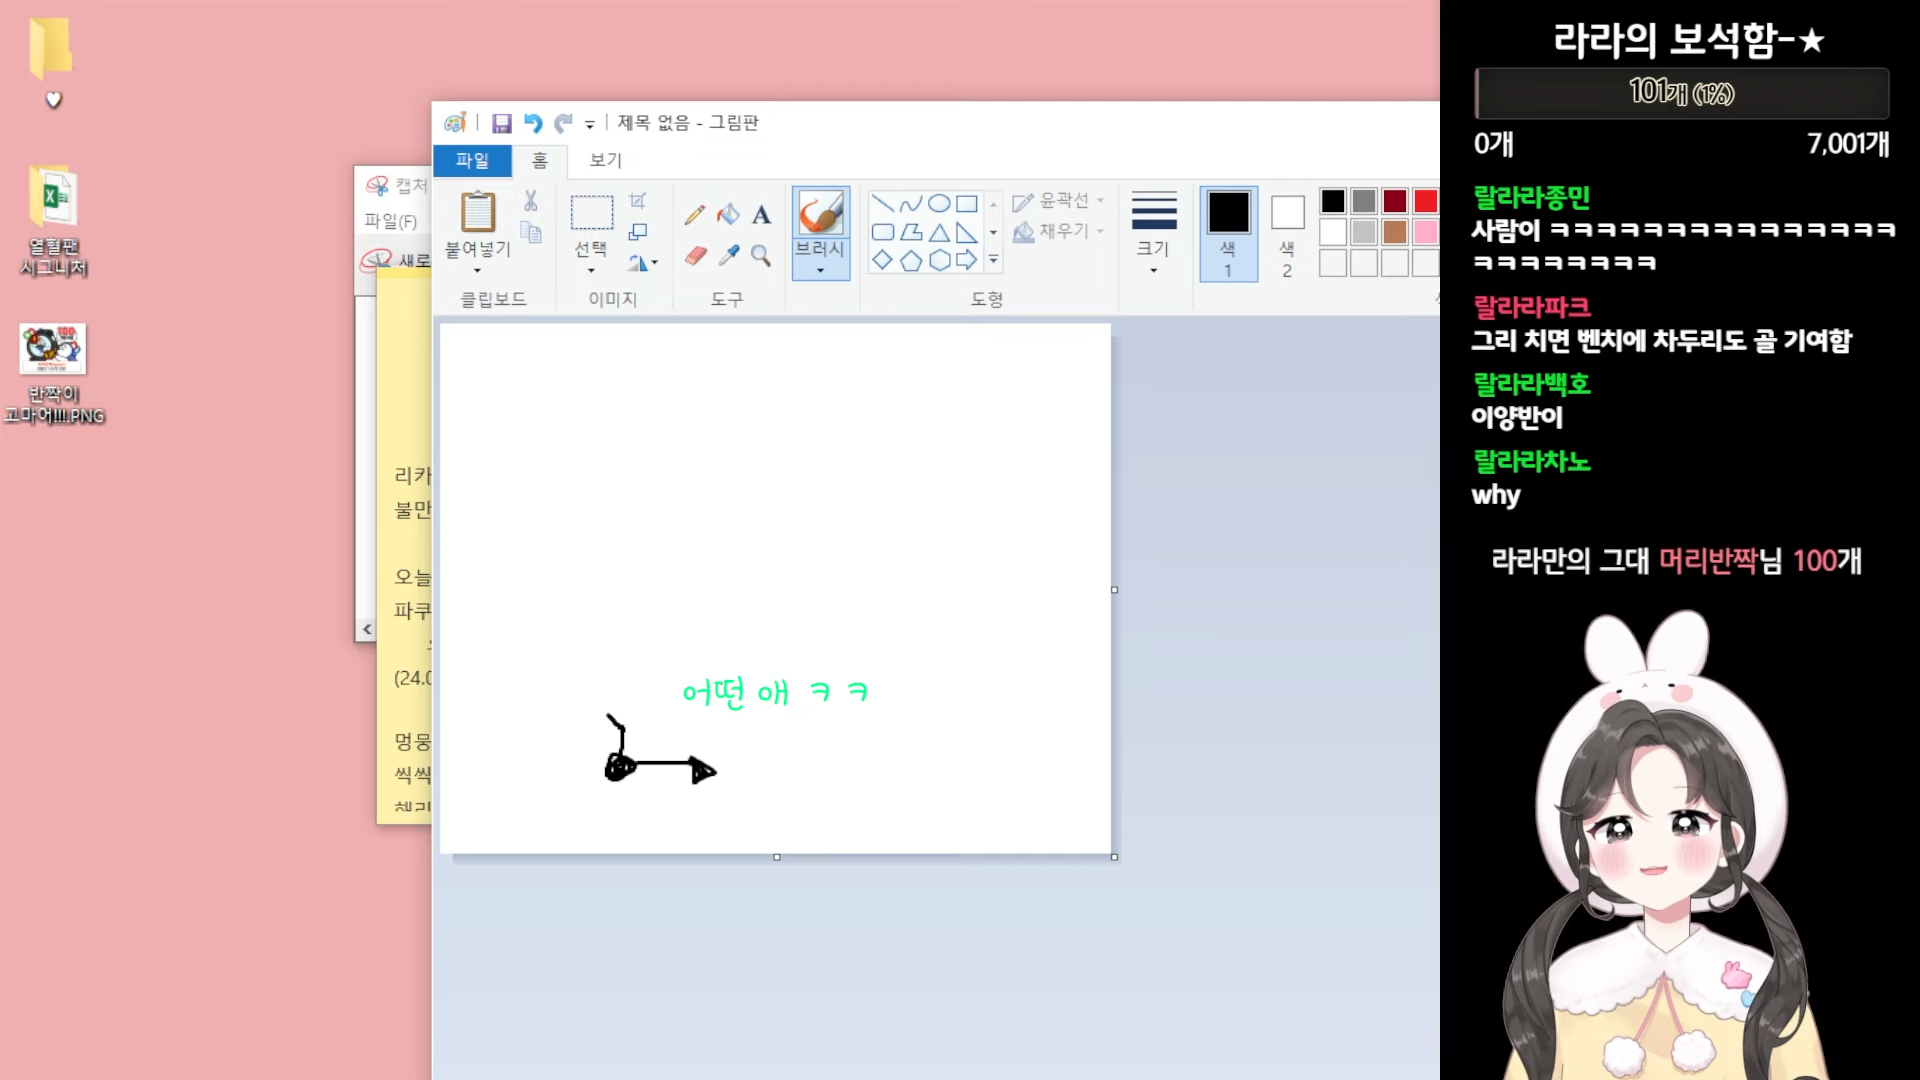 ♥
열혈팬
시그니처
반짝이
고마여!!!!.PNG
캡처
파일(F)
새로
리카
불만
오늘
파쿠
(24.0
멍뭉
씩씩
제목 없음 - 그림판
파일
홈
보기
붙여넣기
선택
브러시
윤곽선
채우기
크기
색
1
색
2
클립보드
이미지
도구
도형
어떤 애 ㅋㅋ
라라의 보석함-★
101개 (1%)
0개
7,001개
랄라라종민
사람이 ㅋㅋㅋㅋㅋㅋㅋㅋㅋㅋㅋㅋㅋㅋㅋ
ㅋㅋㅋㅋㅋㅋㅋㅋ
랄라라파크
그리 치면 벤치에 차두리도 골 기여함
랄라라백호
이양반이
랄라라차노
why
라라만의 그대 머리반짝님 100개